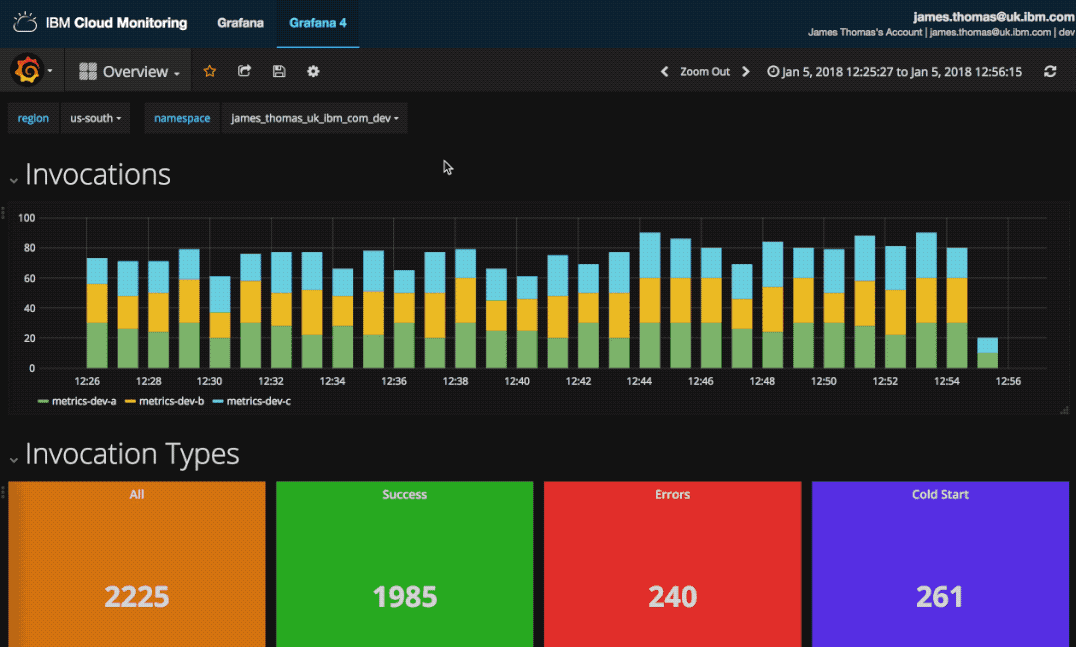 IBM Cloud Monitoring Grafana Grafana 4 james.thomas@uk.ibm.com
James Thomas's Account | james.thomas@uk.ibm.com | dev
Overview Zoom Out Jan 5, 2018 12:25:27 to Jan 5, 2018 12:56:15
region us-south namespace james_thomas_uk_ibm_com_dev
Invocations
100
80
60
40
20
0
12:26 12:28 12:30 12:32 12:34 12:36 12:38 12:40 12:42 12:44 12:46 12:48 12:50 12:52 12:54 12:56
metrics-dev-a metrics-dev-b metrics-dev-c
Invocation Types
All Success Errors Cold Start
2225 1985 240 261